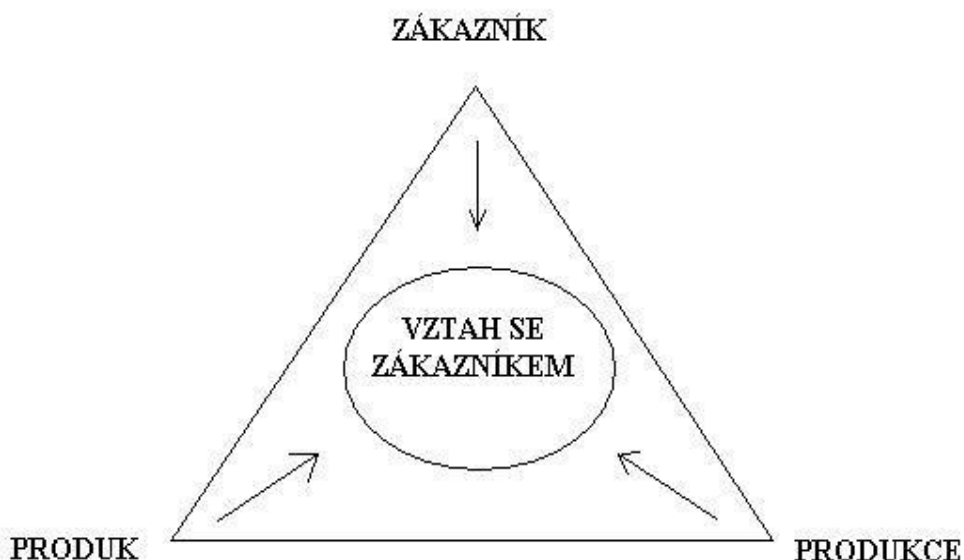 ZÁKAZNÍK
VZTAH SE
ZÁKAZNÍKEM
PRODUK
PRODUKCE